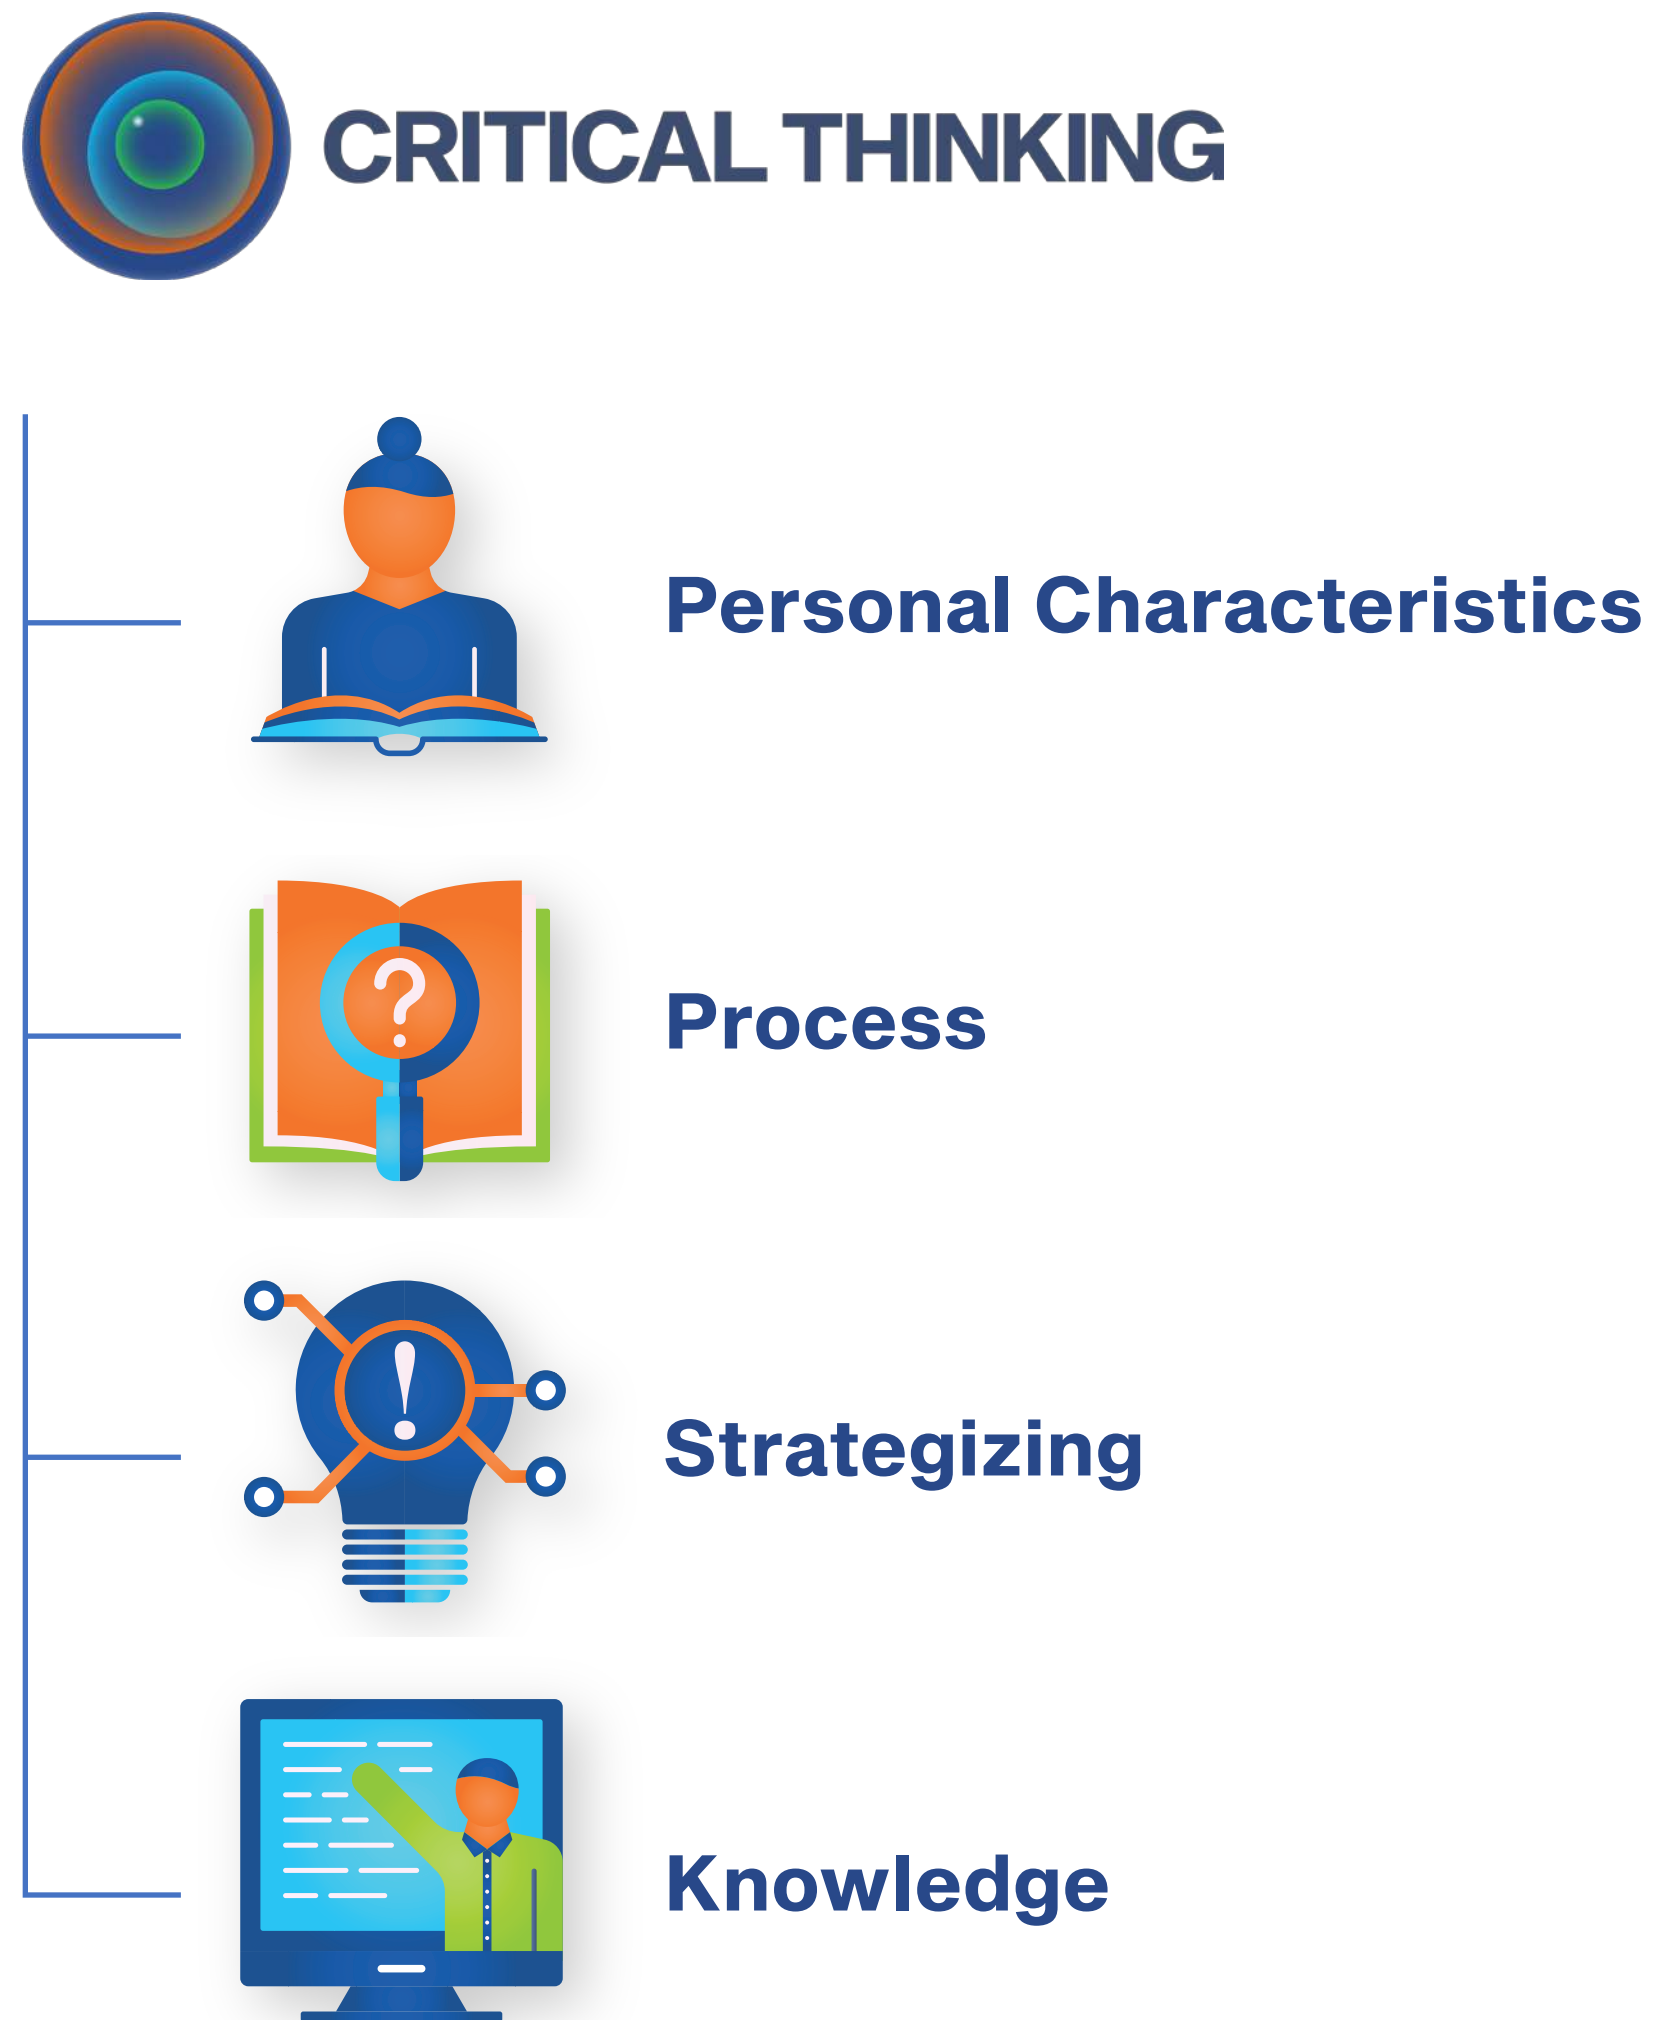 CRITICAL THINKING
Personal Characteristics
?
Process
!
Strategizing
Knowledge